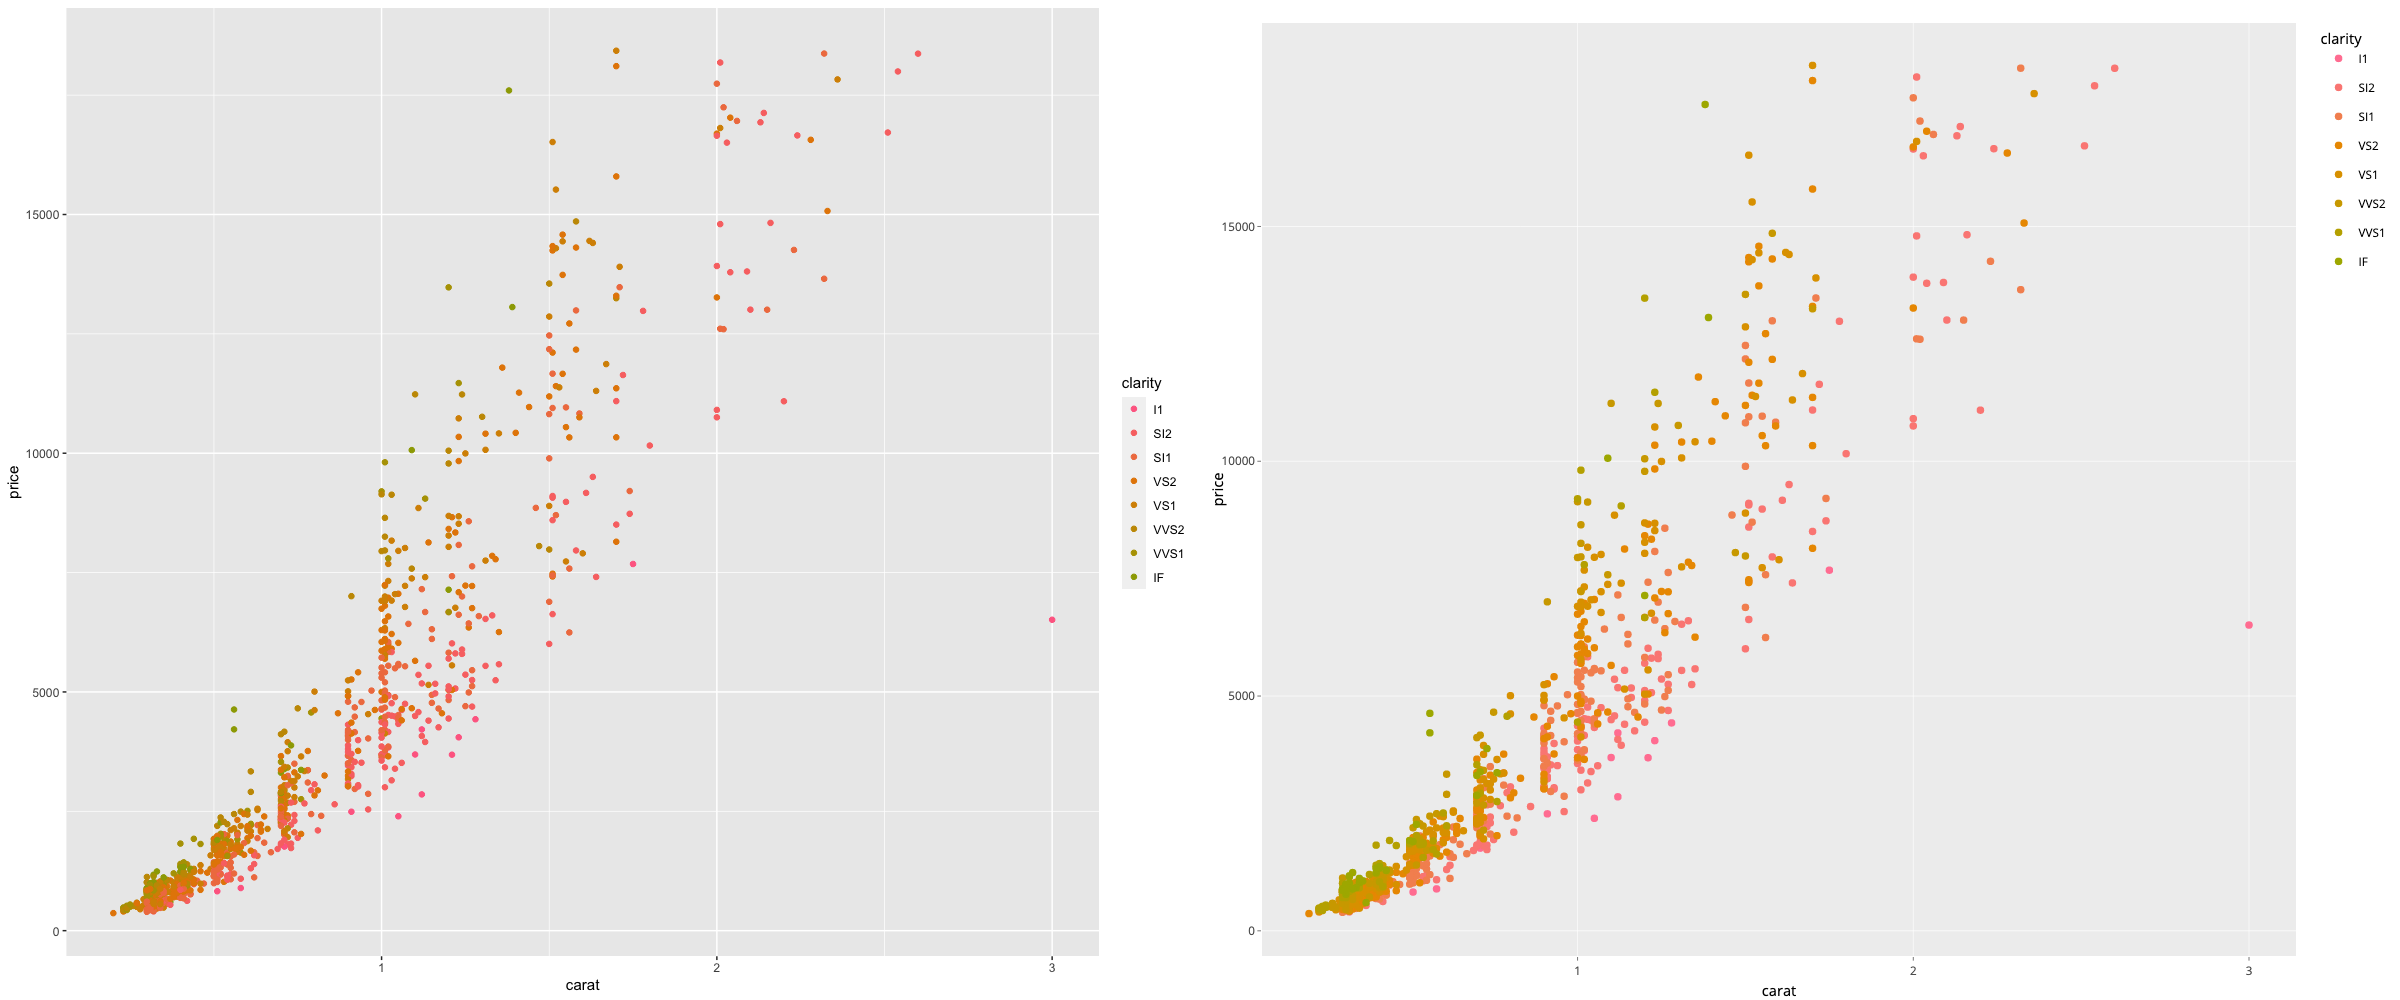 price
15000
10000
5000
0
1
2
3
carat
clarity
I1
SI2
SI1
VS2
VS1
VVS2
VVS1
IF
price
15000
10000
5000
0
1
2
3
carat
clarity
I1
SI2
SI1
VS2
VS1
VVS2
VVS1
IF